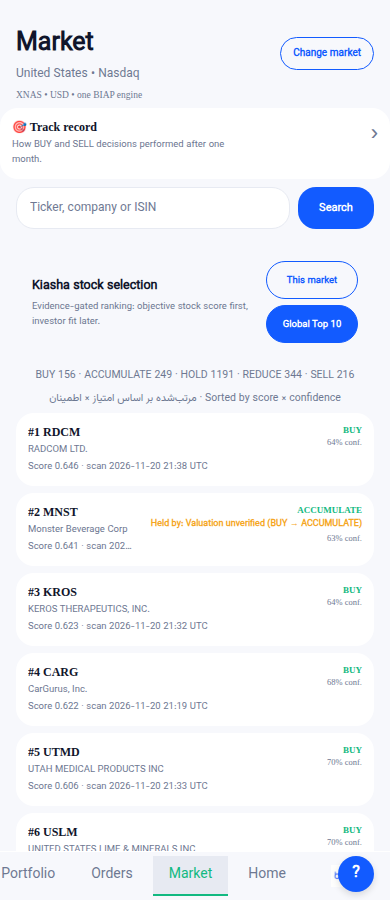 Market
Change market
United States • Nasdaq
XNAS • USD • one BIAP engine
🎯 Track record
How BUY and SELL decisions performed after one
month.
›
Ticker, company or ISIN
Search
Kiasha stock selection
Evidence-gated ranking: objective stock score first,
investor fit later.
This market
Global Top 10
BUY 156 · ACCUMULATE 249 · HOLD 1191 · REDUCE 344 · SELL 216
مرتب‌شده بر اساس امتیاز × اطمینان · Sorted by score × confidence
#1 RDCM
BUY
64% conf.
RADCOM LTD.
Score 0.646 · scan 2026-11-20 21:38 UTC
#2 MNST
ACCUMULATE
Held by: Valuation unverified (BUY → ACCUMULATE)
63% conf.
Monster Beverage Corp
Score 0.641 · scan 202...
#3 KROS
BUY
64% conf.
KEROS THERAPEUTICS, INC.
Score 0.623 · scan 2026-11-20 21:32 UTC
#4 CARG
BUY
68% conf.
CarGurus, Inc.
Score 0.622 · scan 2026-11-20 21:19 UTC
#5 UTMD
BUY
70% conf.
UTAH MEDICAL PRODUCTS INC
Score 0.606 · scan 2026-11-20 21:33 UTC
#6 USLM
BUY
70% conf.
UNITED STATES LIME & MINERALS INC
Portfolio
Orders
Market
Home
?